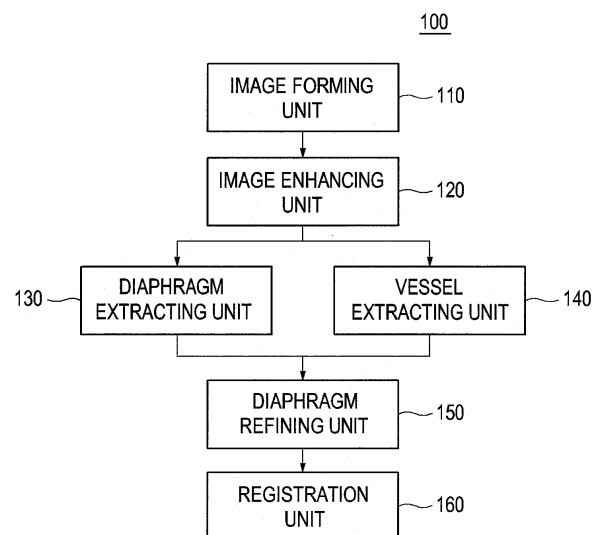 100
IMAGE FORMING
UNIT
110
IMAGE ENHANCING
UNIT
120
130
DIAPHRAGM
EXTRACTING UNIT
VESSEL
EXTRACTING UNIT
140
DIAPHRAGM
REFINING UNIT
150
REGISTRATION
UNIT
160